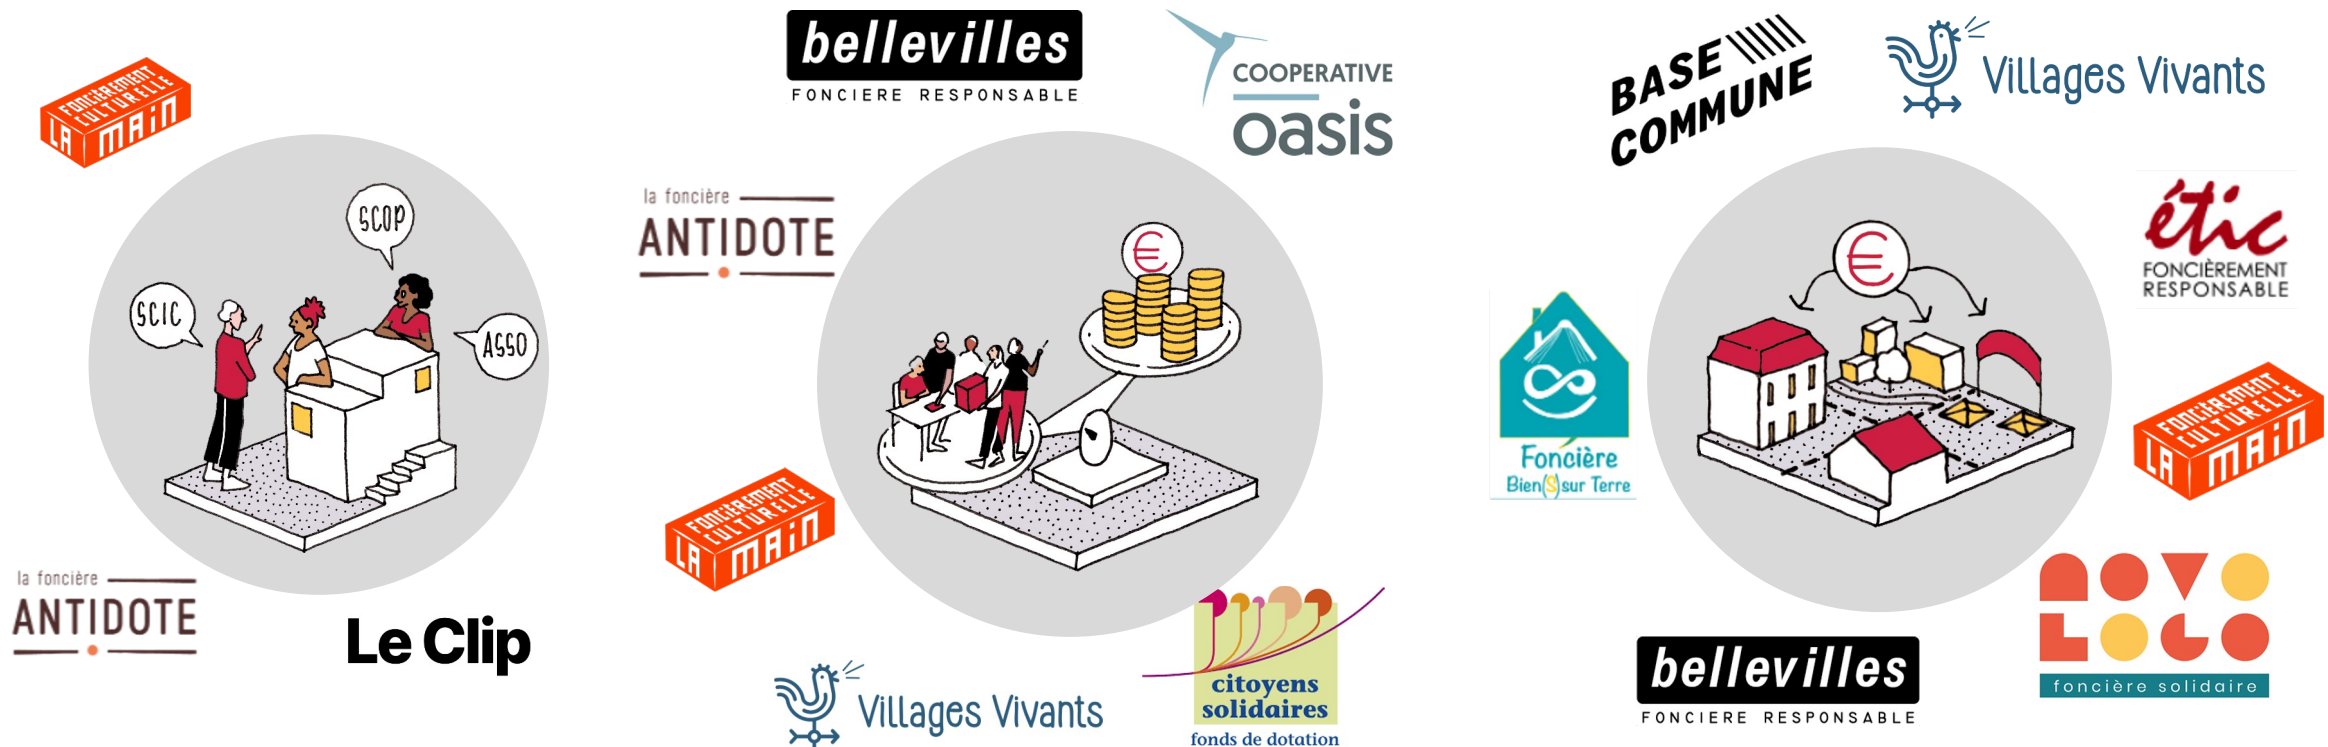 FONCIÈREMENT
CULTURELLE
LA MAIN
SCOP
SCIC
ASSO
la foncière
ANTIDOTE
Le Clip
bellevilles
FONCIERE RESPONSABLE
COOPERATIVE
oasis
la foncière
ANTIDOTE
€
FONCIÈREMENT
CULTURELLE
LA MAIN
Villages Vivants
citoyens
solidaires
fonds de dotation
BASE
COMMUNE
Villages Vivants
étic
FONCIÈREMENT
RESPONSABLE
€
Foncière
Bien(s) sur Terre
FONCIÈREMENT
CULTURELLE
LA MAIN
bellevilles
FONCIERE RESPONSABLE
NOVO
LOCO
foncière solidaire